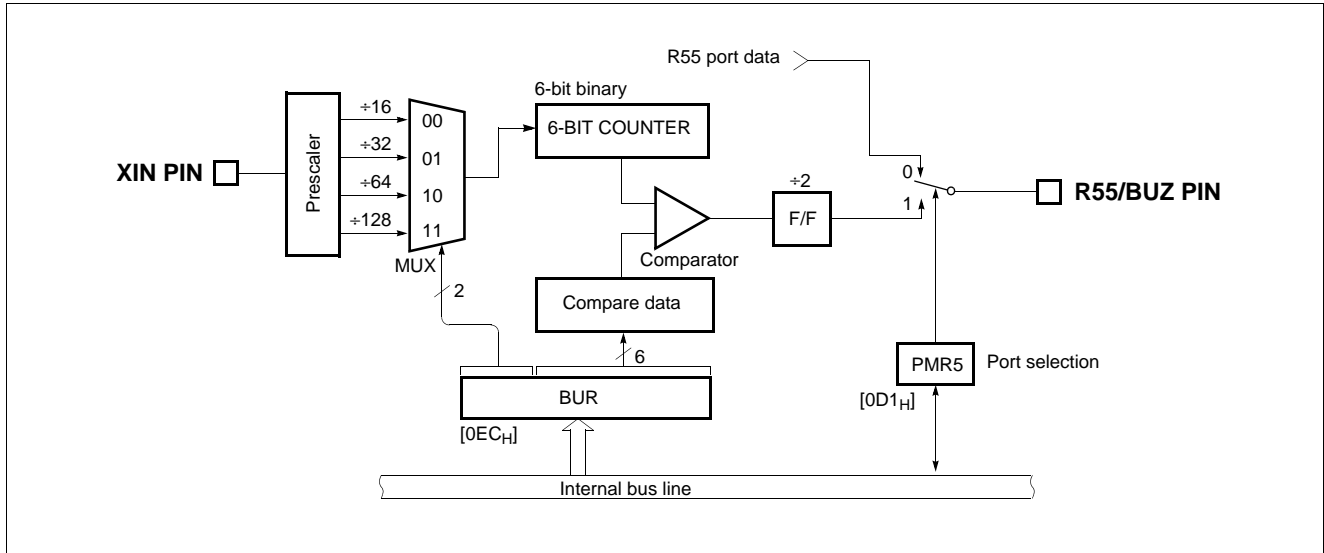 R55 port data
6-bit binary
÷16
00
6-BIT COUNTER
÷32
01
XIN PIN
Prescaler
÷64
10
÷128
11
MUX
Comparator
÷2
F/F
0
1
R55/BUZ PIN
2
Compare data
6
PMR5
Port selection
BUR
[0D1H]
[0ECH]
Internal bus line